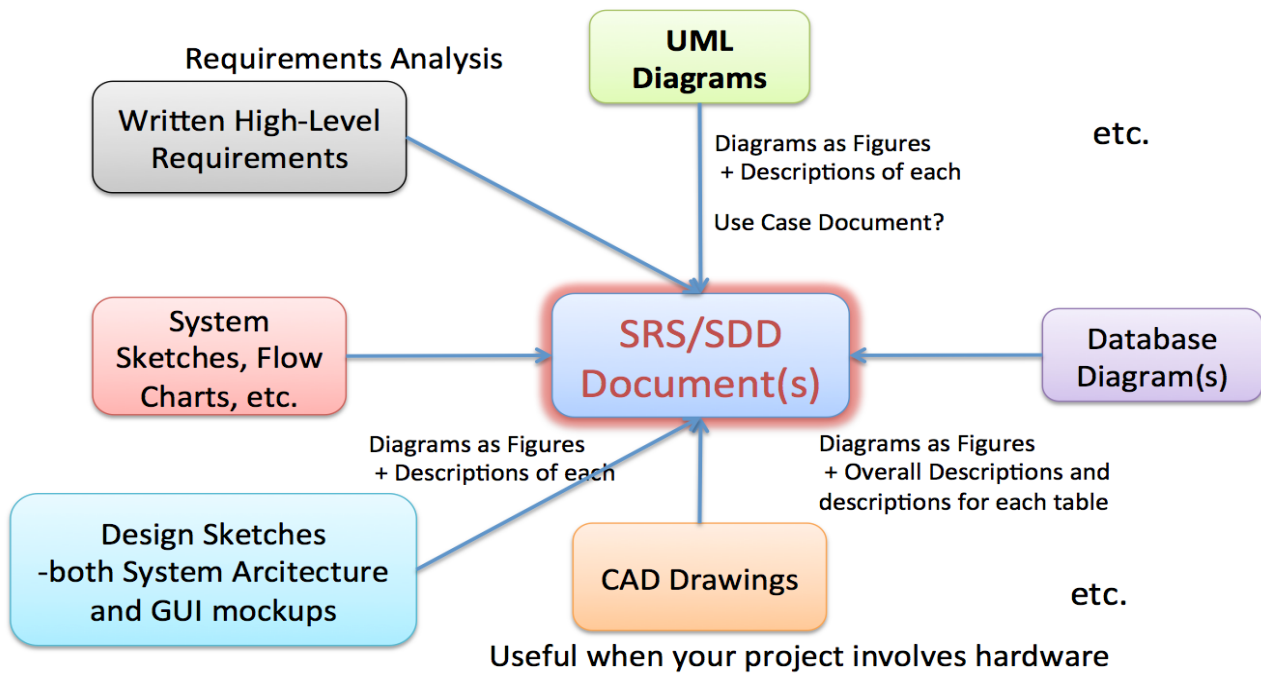 Requirements Analysis
UML
Diagrams
Written High-Level
Requirements
etc.
Diagrams as Figures
+ Descriptions of each
Use Case Document?
System
Sketches, Flow
Charts, etc.
SRS/SDD
Document(s)
Database
Diagram(s)
Diagrams as Figures
+ Descriptions of each
Diagrams as Figures
+ Overall Descriptions and
descriptions for each table
Design Sketches
-both System Arcitecture
and GUI mockups
CAD Drawings
etc.
Useful when your project involves hardware